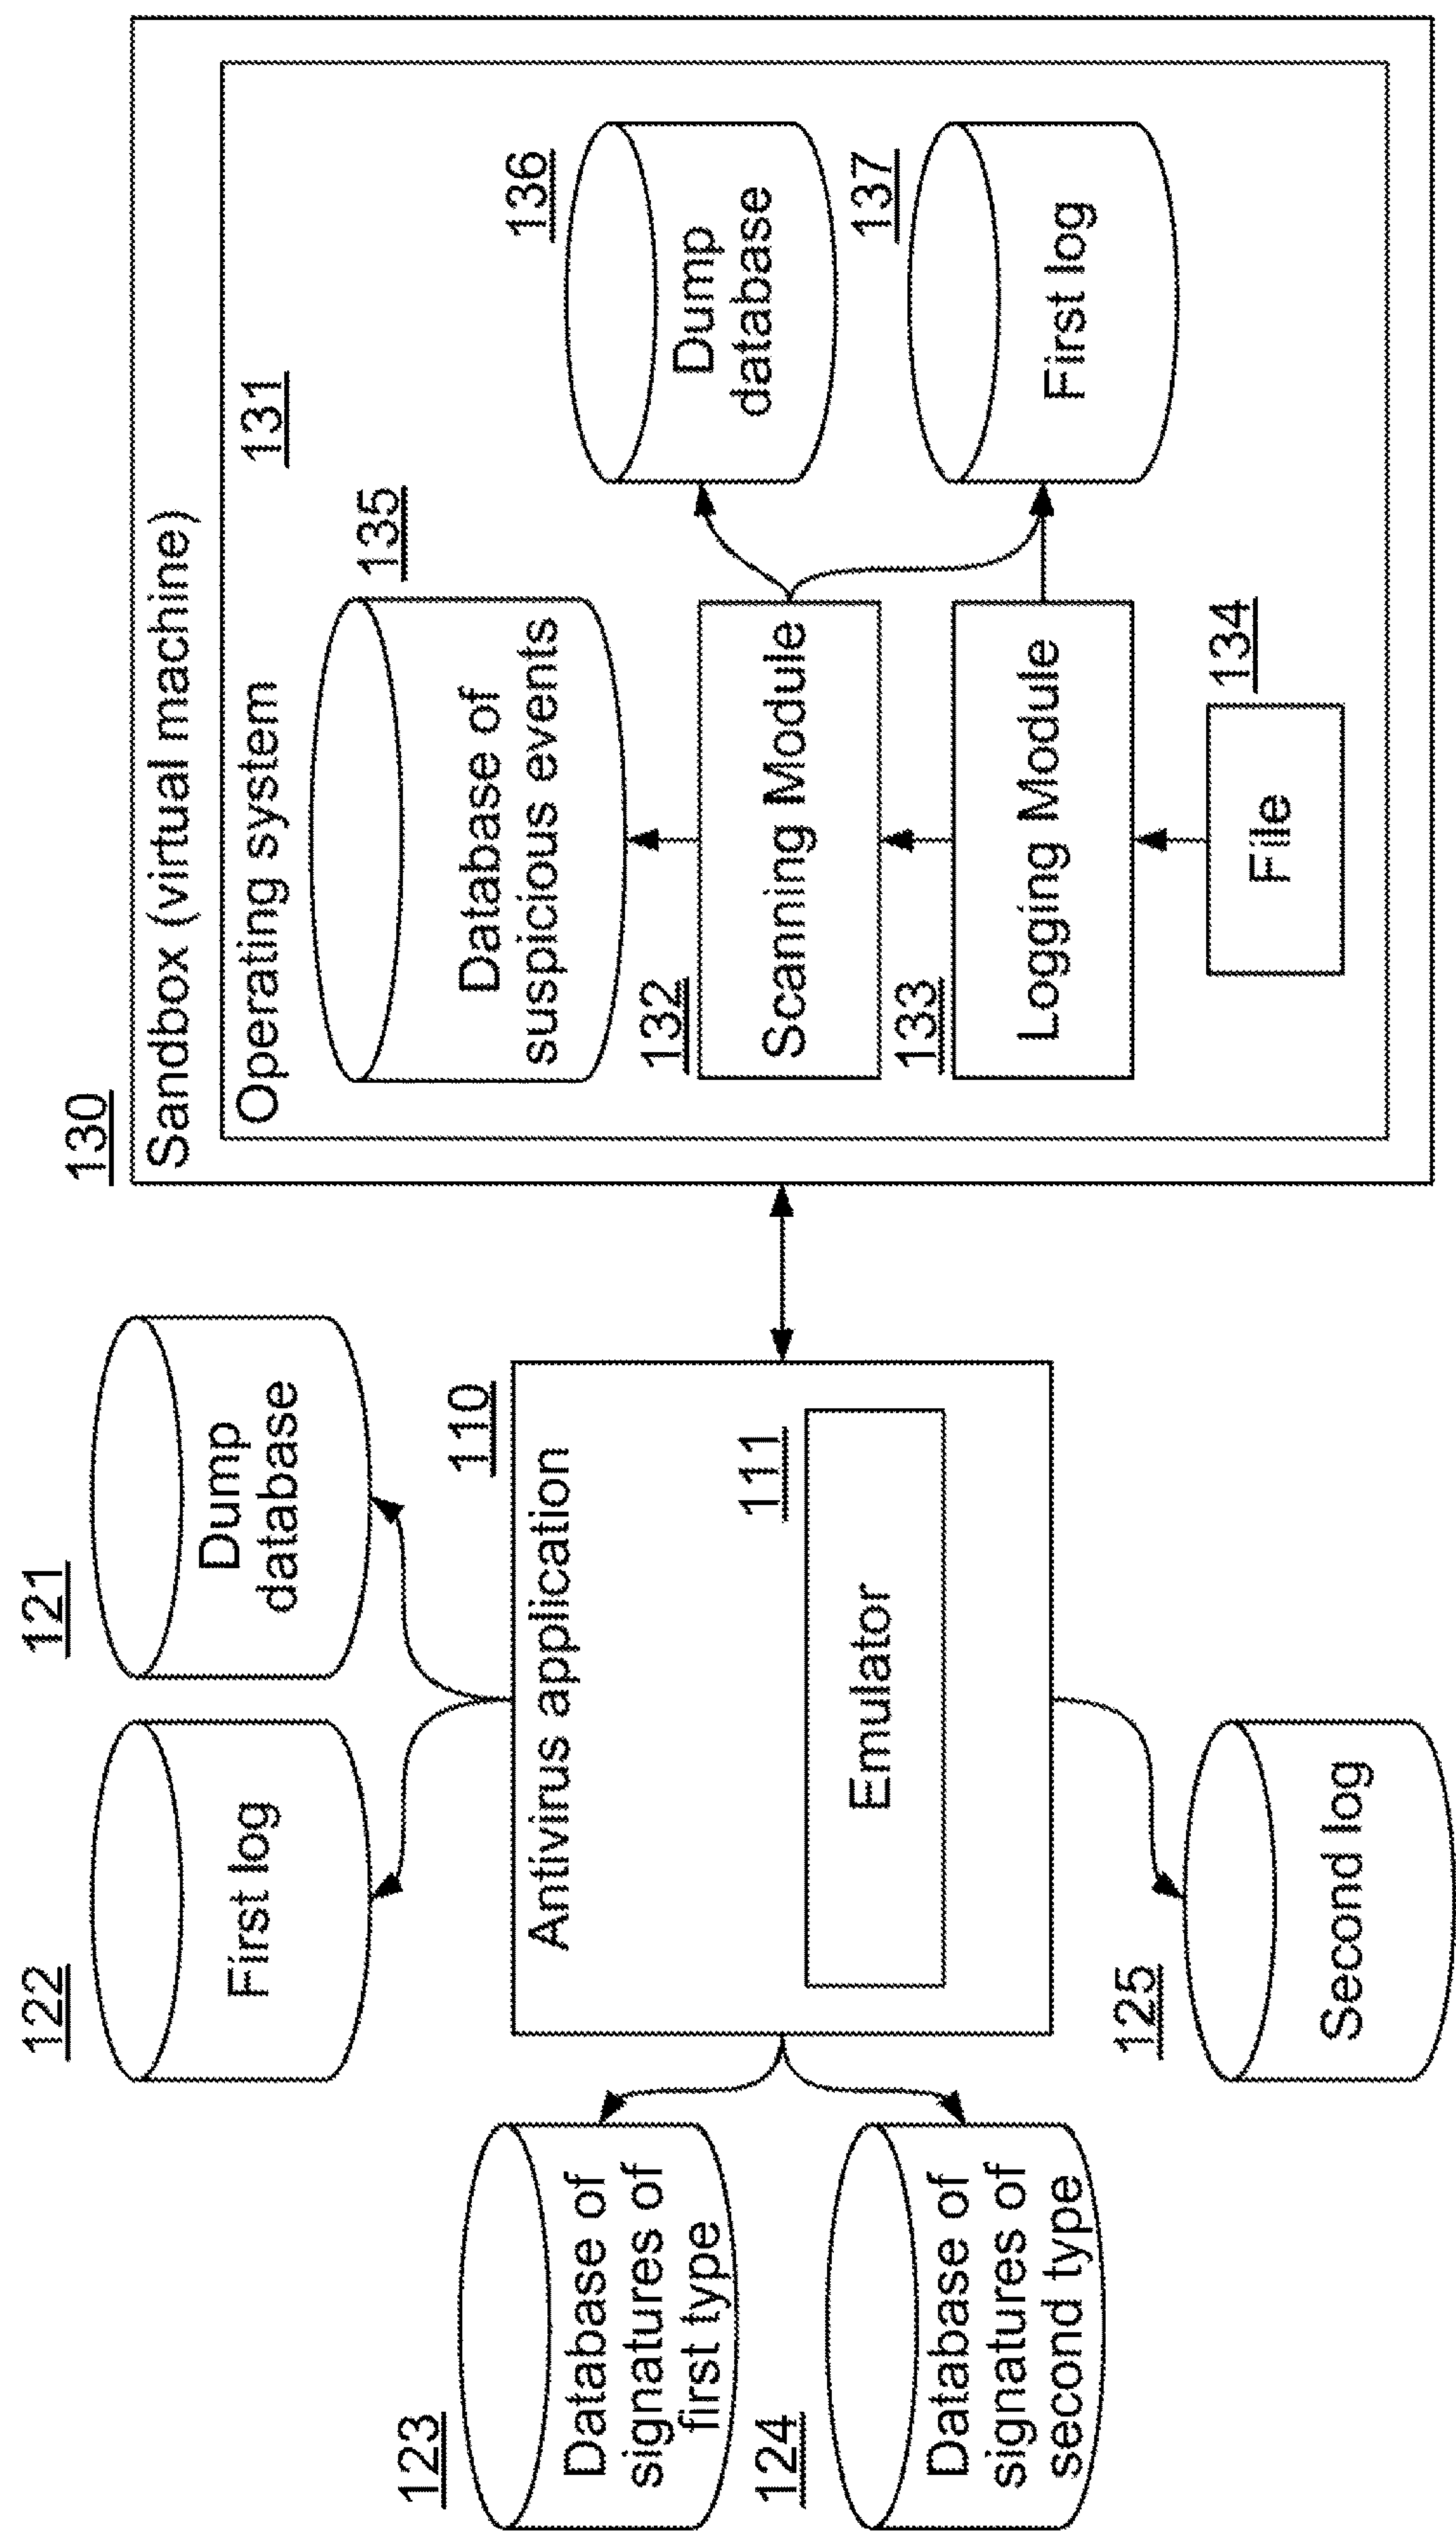 122
First log
121
Dump
database
130
Sandbox (virtual machine)
Operating system
131
123
Database of
signatures of
first type
124
Database of
signatures of
second type
Antivirus application
110
111
Emulator
125
Second log
135
Database of
suspicious events
132
Scanning Module
133
Logging Module
File
134
136
Dump
database
137
First log